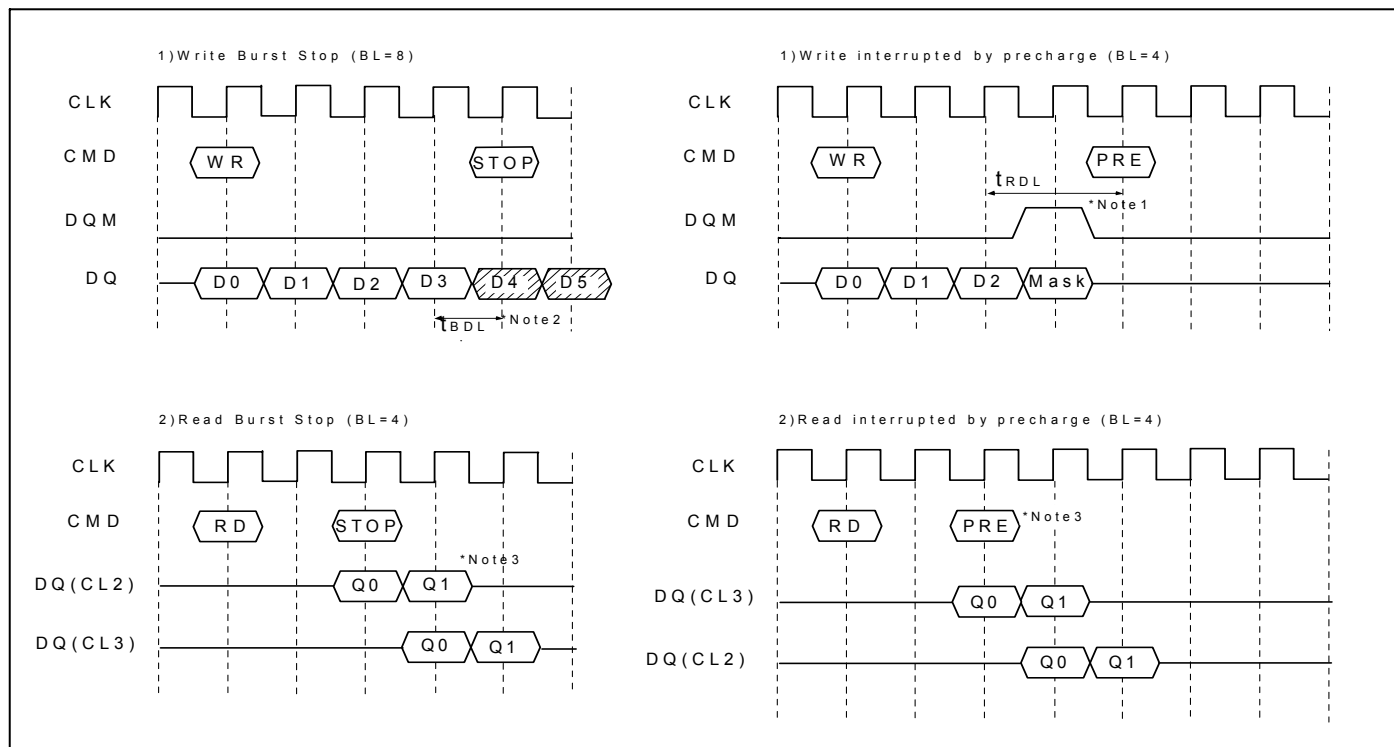 1)Write Burst Stop (BL=8)
CLK
CMD WR STOP
DQM
DQ D0 D1 D2 D3 D4 D5
tBDL *Note2
1)Write interrupted by precharge (BL=4)
CLK
CMD WR PRE
tRDL *Note1
DQM
DQ D0 D1 D2 Mask
2)Read Burst Stop (BL=4)
CLK
CMD RD STOP
*Note3
DQ(CL2) Q0 Q1
DQ(CL3) Q0 Q1
2)Read interrupted by precharge (BL=4)
CLK
CMD RD PRE *Note3
DQ(CL3) Q0 Q1
DQ(CL2) Q0 Q1